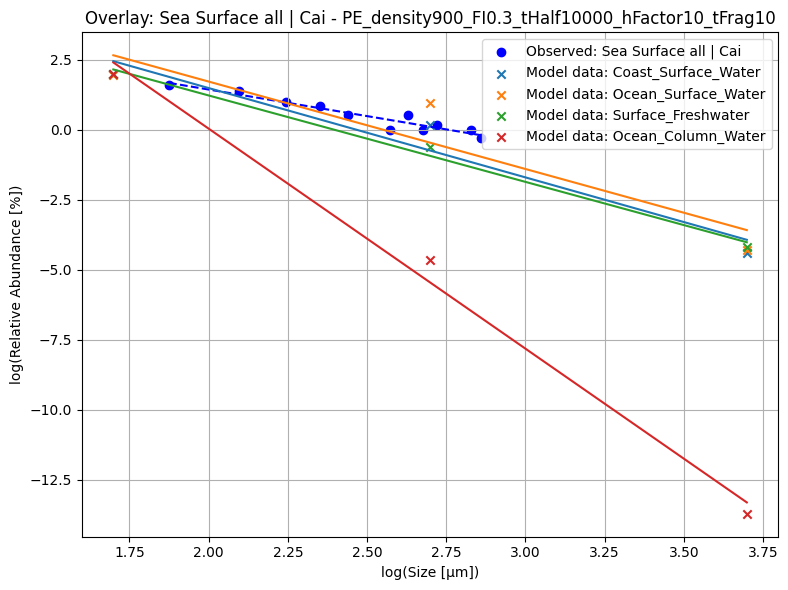 Overlay: Sea Surface all | Cai - PE_density900_FI0.3_tHalf10000_hFactor10_tFrag10
Observed: Sea Surface all | Cai
Model data: Coast_Surface_Water
Model data: Ocean_Surface_Water
Model data: Surface_Freshwater
Model data: Ocean_Column_Water
log(Relative Abundance [%])
2.5
0.0
−2.5
−5.0
−7.5
−10.0
−12.5
1.75
2.00
2.25
2.50
2.75
3.00
3.25
3.50
3.75
log(Size [μm])